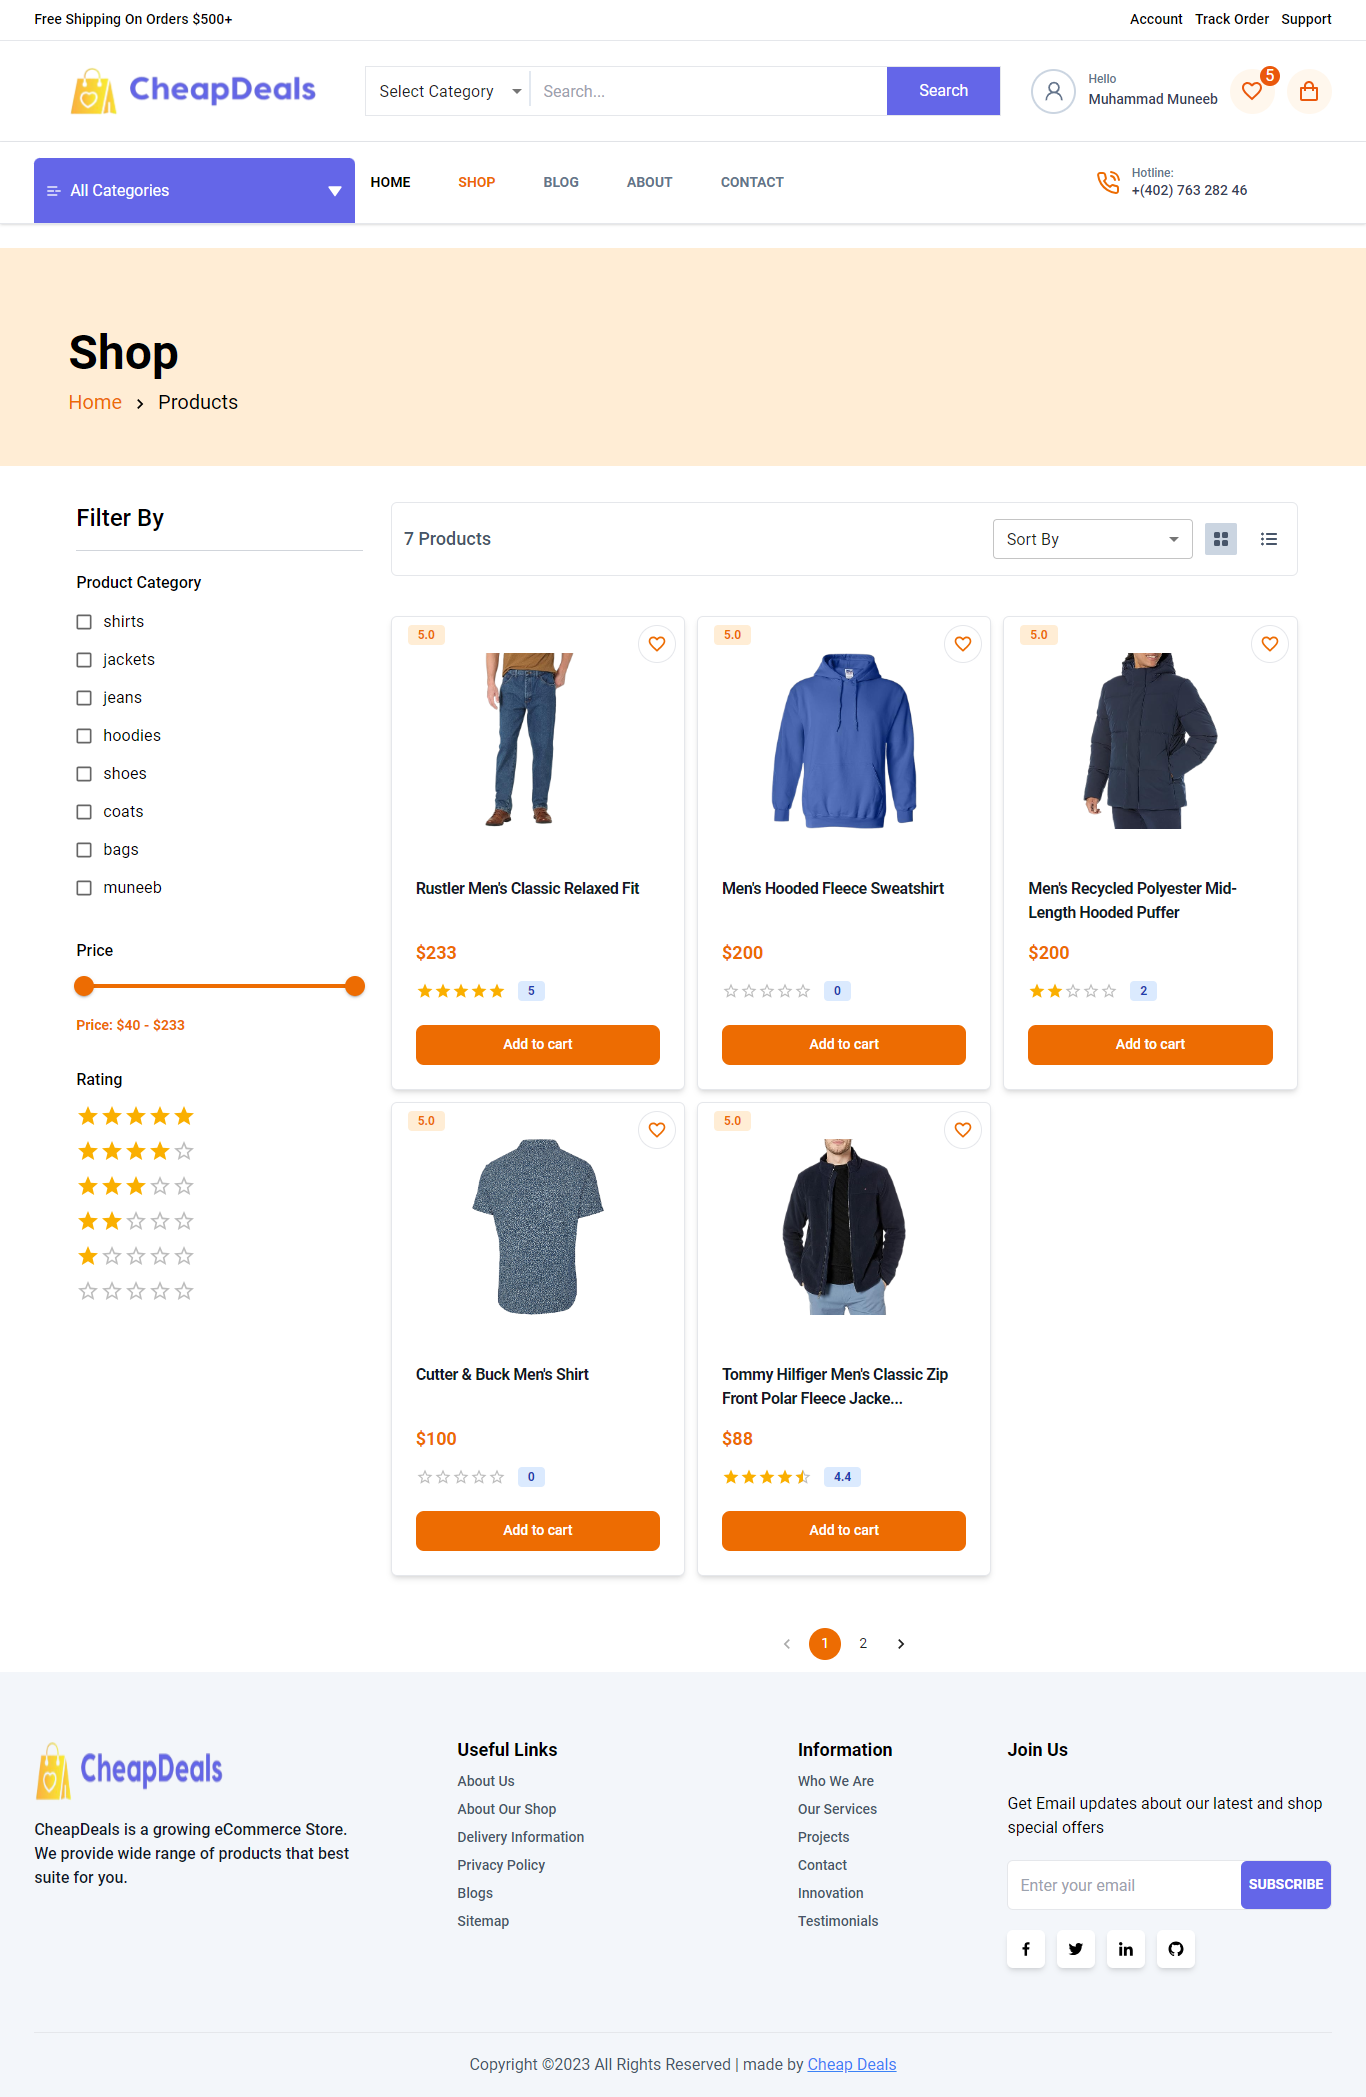 Free Shipping On Orders $500+
Account Track Order Support
CheapDeals
Select Category
Search...
Search
Hello
Muhammad Muneeb
5
All Categories
HOME SHOP BLOG ABOUT CONTACT
Hotline:
+(402) 763 282 46
Shop
Home > Products
Filter By
Product Category
shirts
jackets
jeans
hoodies
shoes
coats
bags
muneeb
Price
Price: $40 - $233
Rating
7 Products
Sort By
5.0
Rustler Men's Classic Relaxed Fit
$233
5
Add to cart
5.0
Men's Hooded Fleece Sweatshirt
$200
0
Add to cart
5.0
Men's Recycled Polyester Mid-
Length Hooded Puffer
$200
2
Add to cart
5.0
Cutter & Buck Men's Shirt
$100
0
Add to cart
5.0
Tommy Hilfiger Men's Classic Zip
Front Polar Fleece Jacke...
$88
4.4
Add to cart
1 2
CheapDeals
CheapDeals is a growing eCommerce Store.
We provide wide range of products that best
suite for you.
Useful Links
About Us
About Our Shop
Delivery Information
Privacy Policy
Blogs
Sitemap
Information
Who We Are
Our Services
Projects
Contact
Innovation
Testimonials
Join Us
Get Email updates about our latest and shop
special offers
Enter your email
SUBSCRIBE
Copyright ©2023 All Rights Reserved | made by Cheap Deals